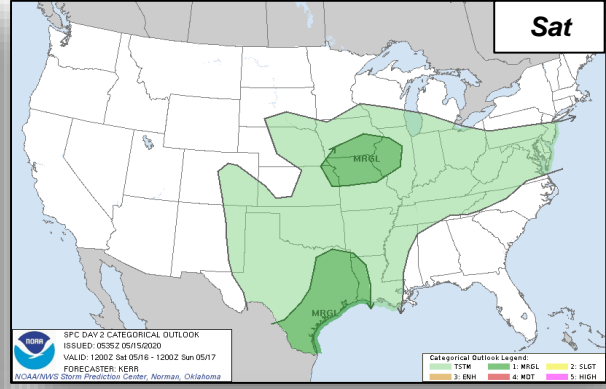 Sat
MRGL
MRGL
NOAA
SPC DAY 2 CATEGORICAL OUTLOOK
ISSUED: 0535Z 05/15/2020
VALID: 1200Z Sat 05/16 - 1200Z Sun 05/17
FORECASTER: KERR
NOAA/NWS Storm Prediction Center, Norman, Oklahoma
Categorical Outlook Legend:
TSTM 1: MRGL 2: SLGT
3: ENH 4: MDT 5: HIGH